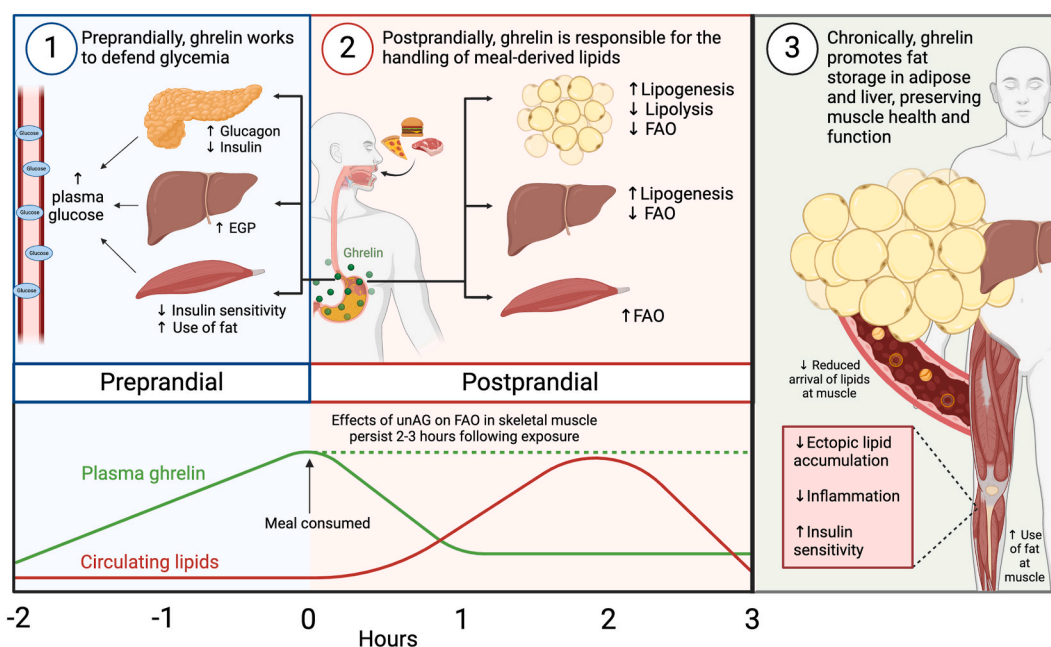 1
Preprandially, ghrelin works
to defend glycemia
Glucose
Glucose
Glucose
Glucose
Glucose
↑
plasma
glucose
↑ Glucagon
↓ Insulin
↑ EGP
↓ Insulin sensitivity
↑ Use of fat
2
Postprandially, ghrelin is responsible for the
handling of meal-derived lipids
Ghrelin
↑ Lipogenesis
↓ Lipolysis
↓ FAO
↑ Lipogenesis
↓ FAO
↑ FAO
3
Chronically, ghrelin
promotes fat
storage in adipose
and liver, preserving
muscle health and
function
↓ Reduced
arrival of lipids
at muscle
↓ Ectopic lipid
accumulation
↓ Inflammation
↑ Insulin
sensitivity
↑ Use
of fat
at
muscle
Preprandial
Postprandial
Effects of unAG on FAO in skeletal muscle
persist 2-3 hours following exposure
Plasma ghrelin
Meal consumed
Circulating lipids
-2 -1 0 1 2 3
Hours